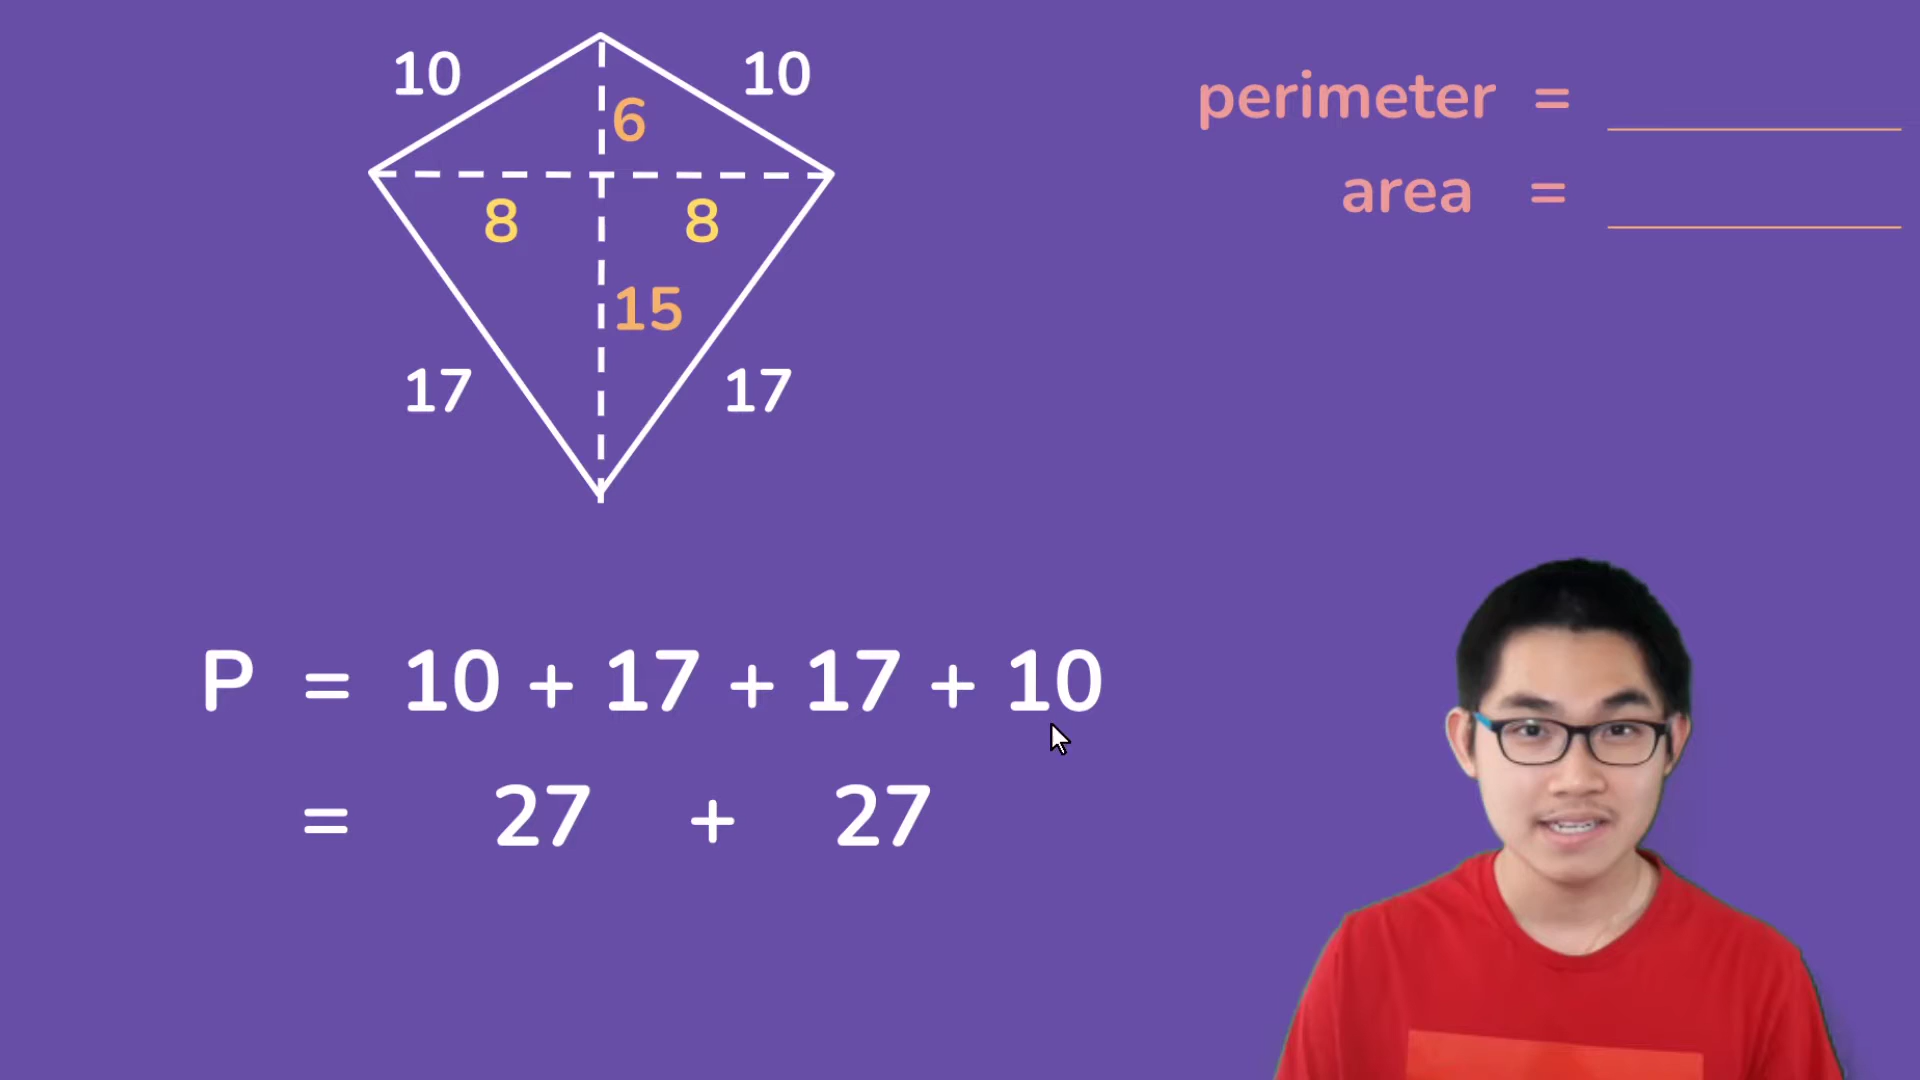 10 10
6
8 8
15
17 17
perimeter =
area =
P = 10 + 17 + 17 + 10
= 27 + 27